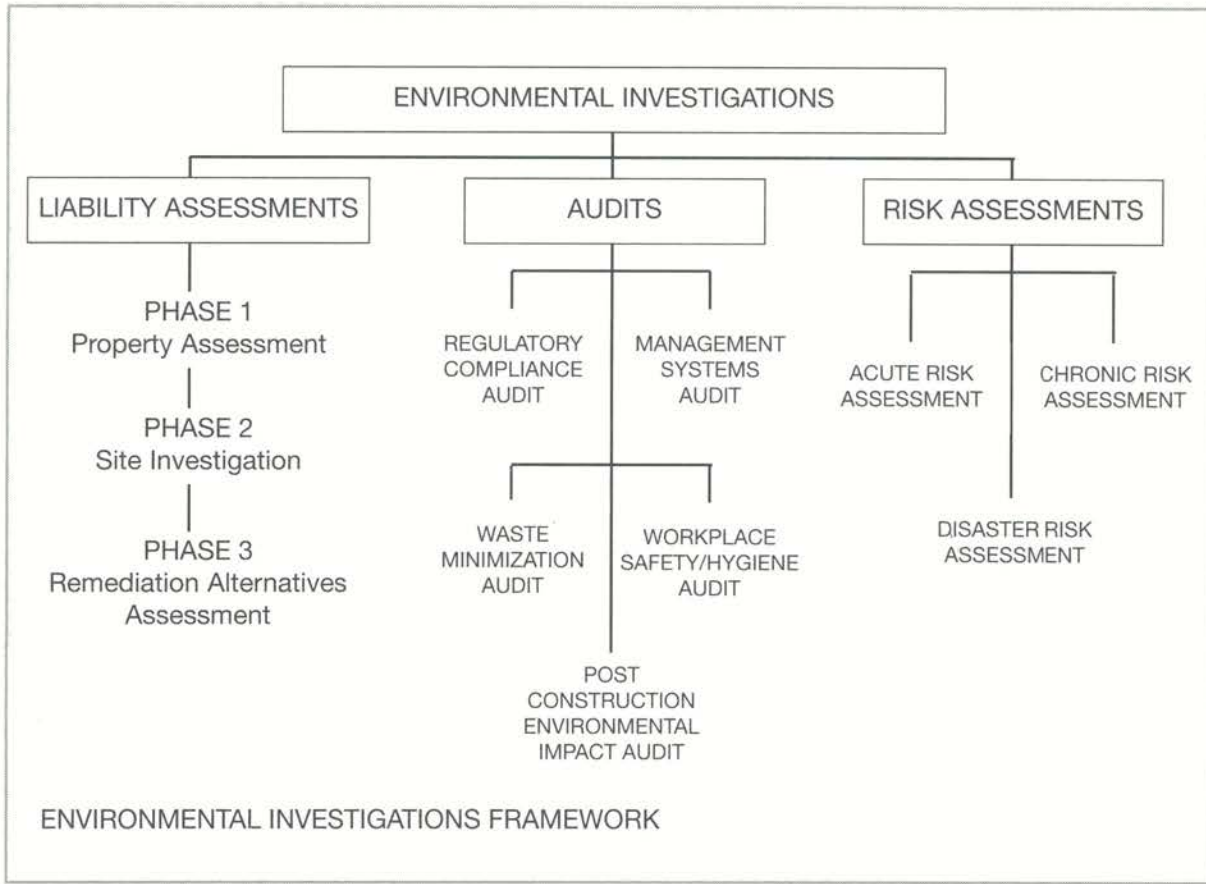 ENVIRONMENTAL INVESTIGATIONS
LIABILITY ASSESSMENTS
PHASE 1
Property Assessment
PHASE 2
Site Investigation
PHASE 3
Remediation Alternatives
Assessment
AUDITS
REGULATORY
COMPLIANCE
AUDIT
MANAGEMENT
SYSTEMS
AUDIT
WASTE
MINIMIZATION
AUDIT
WORKPLACE
SAFETY/HYGIENE
AUDIT
POST
CONSTRUCTION
ENVIRONMENTAL
IMPACT AUDIT
RISK ASSESSMENTS
ACUTE RISK
ASSESSMENT
CHRONIC RISK
ASSESSMENT
DISASTER RISK
ASSESSMENT
ENVIRONMENTAL INVESTIGATIONS FRAMEWORK